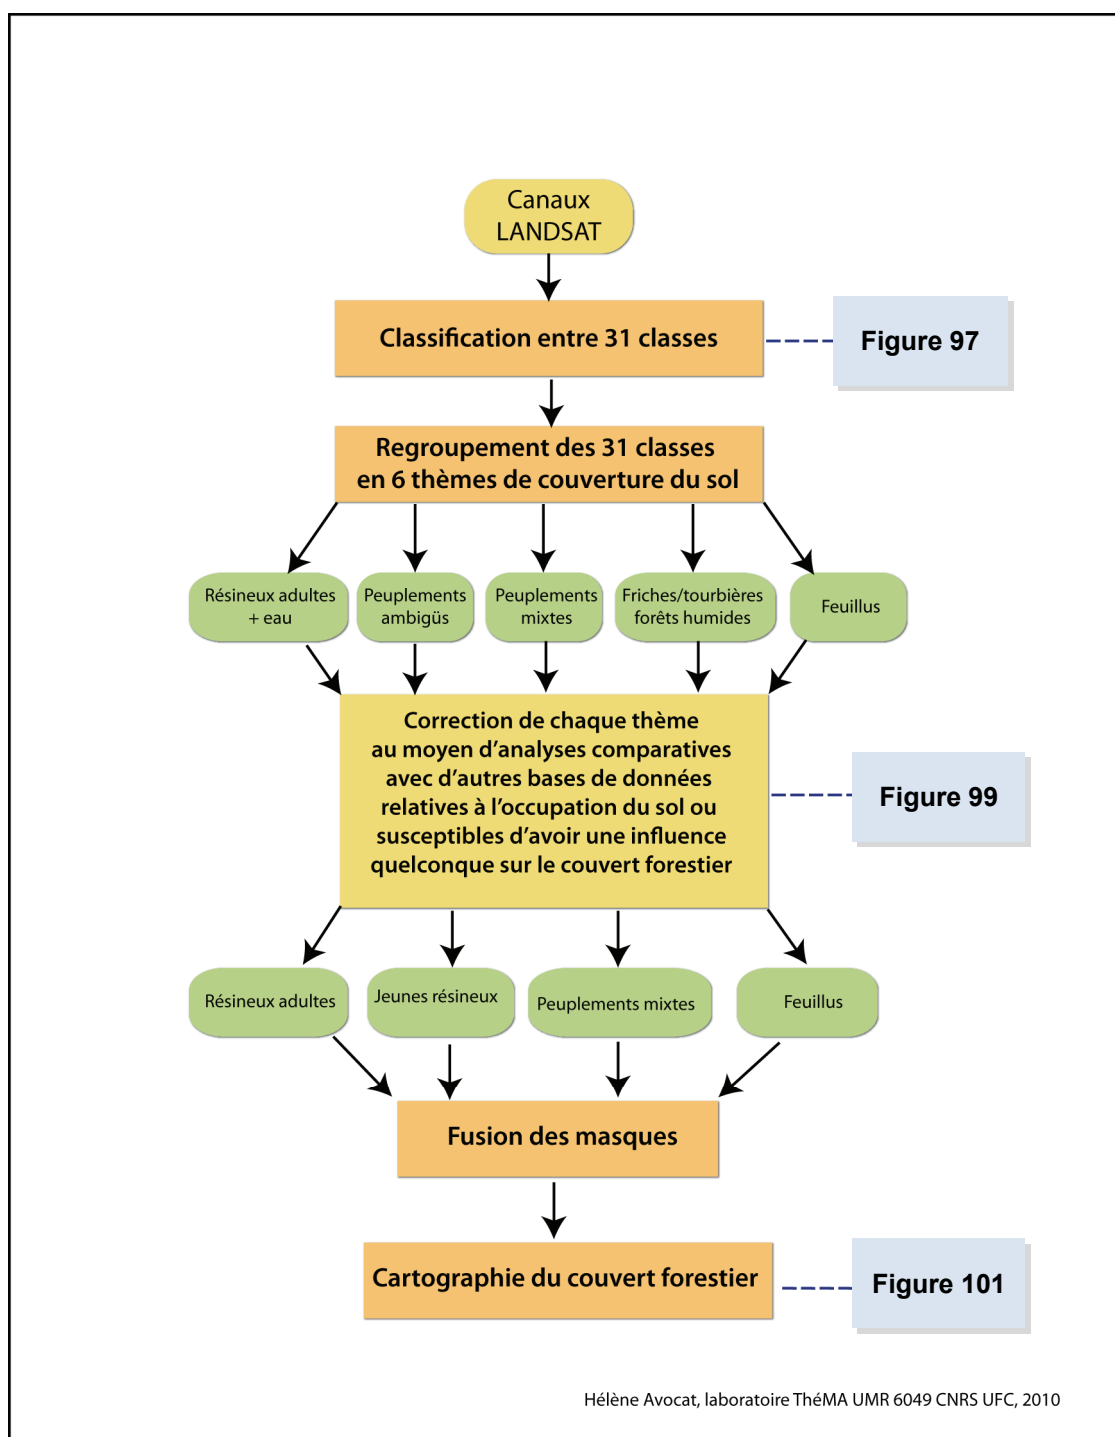 Canaux
LANDSAT
Classification entre 31 classes
Figure 97
Regroupement des 31 classes
en 6 thèmes de couverture du sol
Résineux adultes
+ eau
Peuplements
ambigüs
Peuplements
mixtes
Friches/tourbières
forêts humides
Feuillus
Correction de chaque thème
au moyen d'analyses comparatives
avec d'autres bases de données
relatives à l'occupation du sol ou
susceptibles d'avoir une influence
quelconque sur le couvert forestier
Figure 99
Résineux adultes
Jeunes résineux
Peuplements mixtes
Feuillus
Fusion des masques
Cartographie du couvert forestier
Figure 101
Hélène Avocat, laboratoire ThéMA UMR 6049 CNRS UFC, 2010